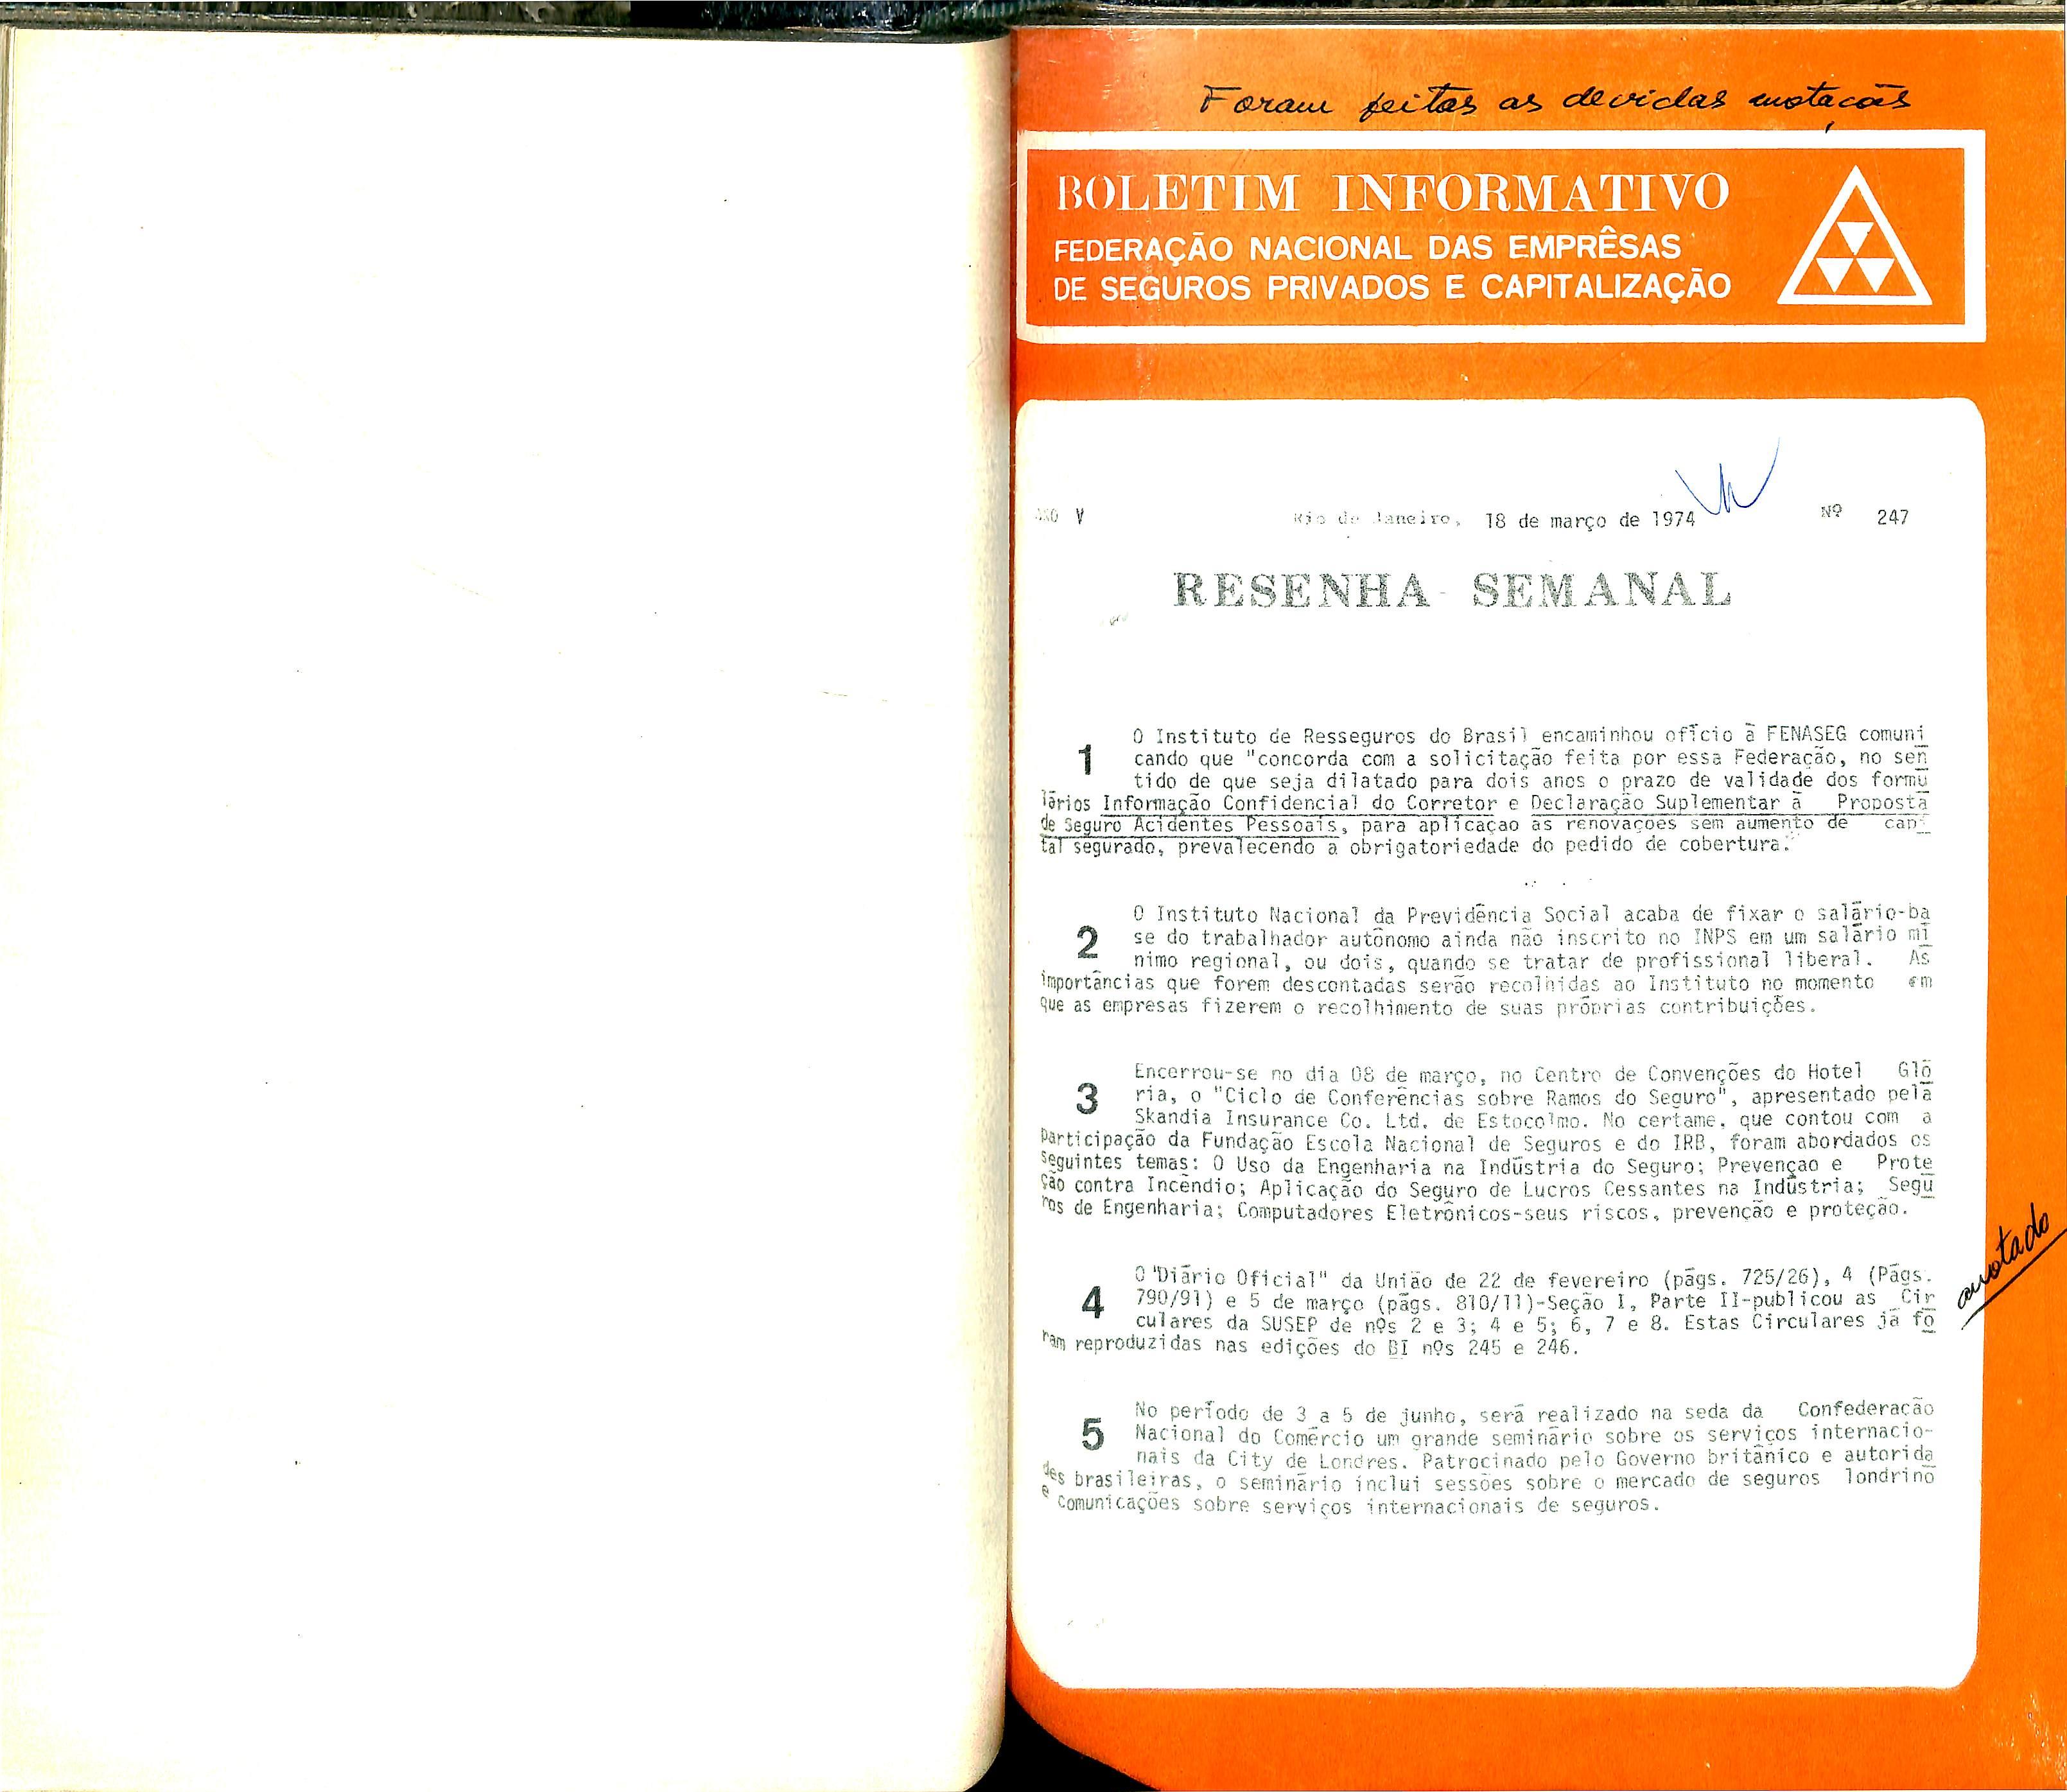 Foram feitas as devidas anotações
BOLETIM INFORMATIVO
FEDERAÇÃO NACIONAL DAS EMPRÊSAS
DE SEGUROS PRIVADOS E CAPITALIZAÇÃO
ANO V Rio de Janeiro, 18 de março de 1974 Nº 247
RESENHA SEMANAL
1 O Instituto de Resseguros do Brasil encaminhou ofício à FENASEG comuni
cando que "concorda com a solicitação feita por essa Federação, no sen
tido de que seja dilatado para dois anos o prazo de validade dos formu
lários Informação Confidencial do Corretor e Declaração Suplementar à Proposta
de Seguro Acidentes Pessoais, para aplicação às renovações sem aumento de capi
tal segurado, prevalecendo a obrigatoriedade do pedido de cobertura."
2 O Instituto Nacional da Previdência Social acaba de fixar o salário-ba
se do trabalhador autônomo ainda não inscrito no INPS em um salário mí
nimo regional, ou dois, quando se tratar de profissional liberal. As
importâncias que forem descontadas serão recolhidas ao Instituto no momento em
que as empresas fizerem o recolhimento de suas próprias contribuições.
3 Encerrou-se no dia 08 de março, no Centro de Convenções do Hotel Gló
ria, o "Ciclo de Conferências sobre Ramos do Seguro", apresentado pela
Skandia Insurance Co. Ltd. de Estocolmo. No certame, que contou com a
participação da Fundação Escola Nacional de Seguros e do IRB, foram abordados os
seguintes temas: O Uso da Engenharia na Indústria do Seguro; Prevenção e Prote
ção contra Incêndio; Aplicação do Seguro de Lucros Cessantes na Indústria; Segu
ros de Engenharia; Computadores Eletrônicos-seus riscos, prevenção e proteção.
4 O "Diário Oficial" da União de 22 de fevereiro (págs. 725/26), 4 (Págs.
790/91) e 5 de março (págs. 810/11)-Seção I, Parte II-publicou as Cir
culares da SUSEP de nºs 2 e 3; 4 e 5; 6, 7 e 8. Estas Circulares já fo
ram reproduzidas nas edições do BI nºs 245 e 246.
anotado
5 No período de 3 a 5 de junho, será realizado na seda da Confederação
Nacional do Comércio um grande seminário sobre os serviços internacio-
nais da City de Londres. Patrocinado pelo Governo britânico e autorida
des brasileiras, o seminário inclui sessões sobre o mercado de seguros londrino
e comunicações sobre serviços internacionais de seguros.